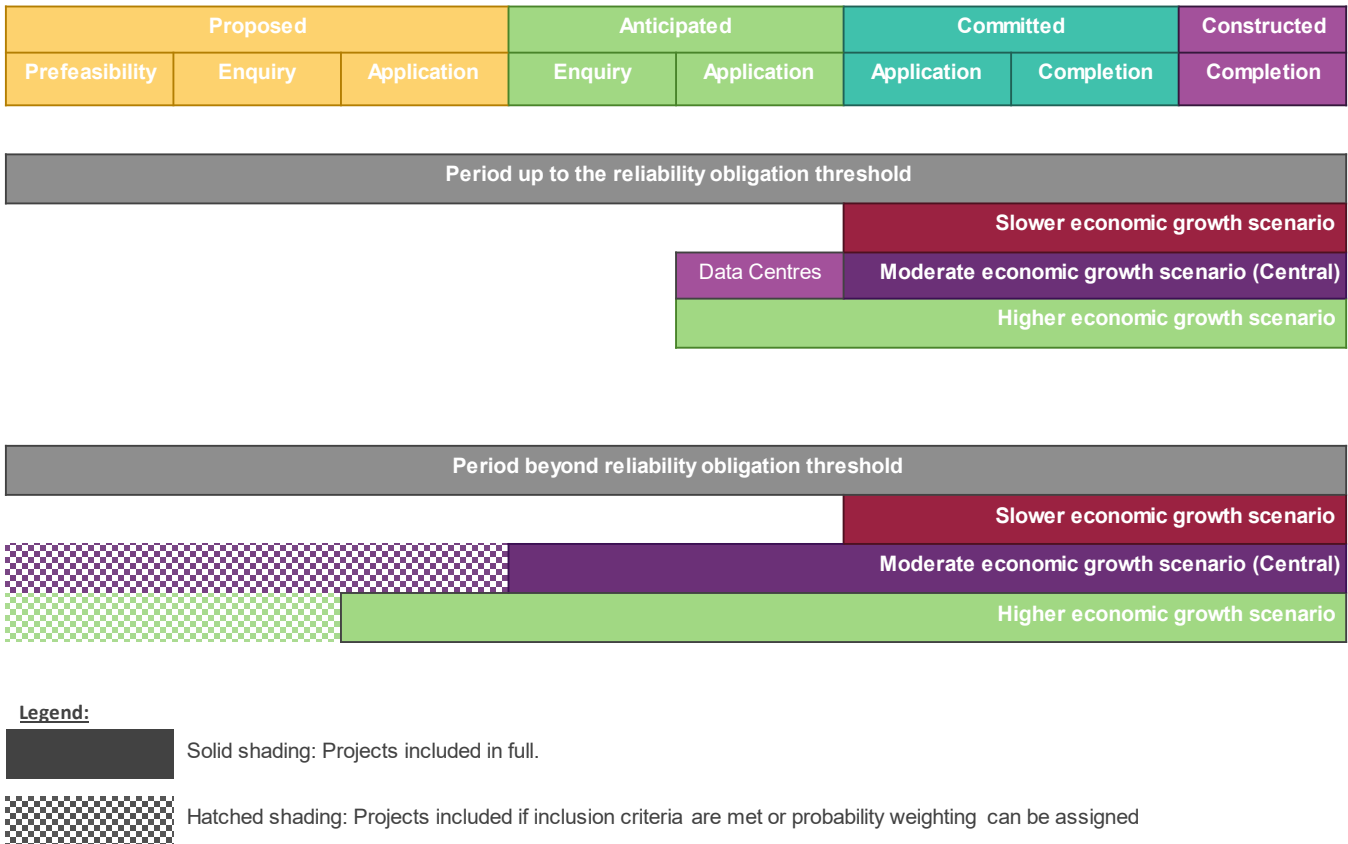 Proposed Anticipated Committed Constructed
Prefeasibility Enquiry Application Enquiry Application Application Completion Completion
Period up to the reliability obligation threshold
Slower economic growth scenario
Data Centres Moderate economic growth scenario (Central)
Higher economic growth scenario
Period beyond reliability obligation threshold
Slower economic growth scenario
Moderate economic growth scenario (Central)
Higher economic growth scenario
Legend:
Solid shading: Projects included in full.
Hatched shading: Projects included if inclusion criteria are met or probability weighting can be assigned